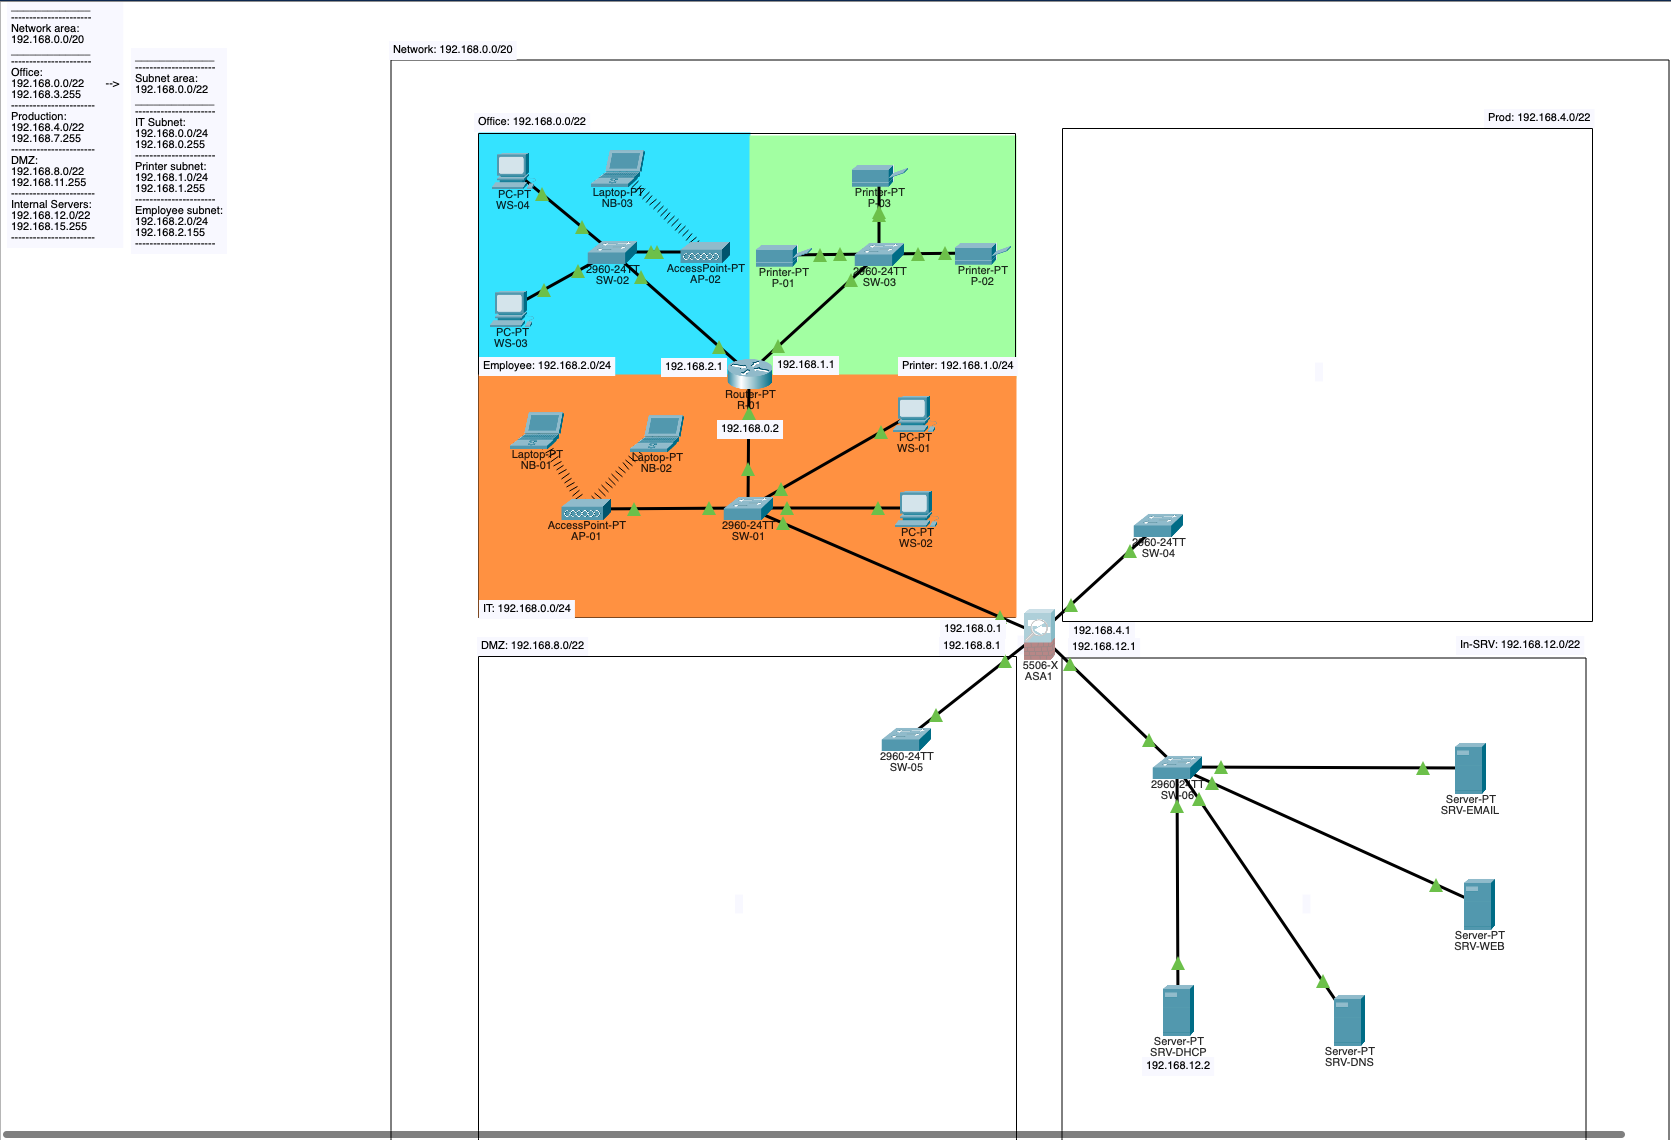 Network area:
192.168.0.0/20
Office:
192.168.0.0/22
192.168.3.255
Production:
192.168.4.0/22
192.168.7.255
DMZ:
192.168.8.0/22
192.168.11.255
Internal Servers:
192.168.12.0/22
192.168.15.255
-->
Subnet area:
192.168.0.0/22
IT Subnet:
192.168.0.0/24
192.168.0.255
Printer subnet:
192.168.1.0/24
192.168.1.255
Employee subnet:
192.168.2.0/24
192.168.2.155
Network: 192.168.0.0/20
Office: 192.168.0.0/22
PC-PT
WS-04
Laptop-PT
NB-03
2960-24TT
SW-02
AccessPoint-PT
AP-02
PC-PT
WS-03
Employee: 192.168.2.0/24
192.168.2.1
Printer-PT
P-03
Printer-PT
P-01
2960-24TT
SW-03
Printer-PT
P-02
192.168.1.1
Printer: 192.168.1.0/24
Router-PT
R-01
192.168.0.2
Laptop-PT
NB-01
Laptop-PT
NB-02
PC-PT
WS-01
AccessPoint-PT
AP-01
2960-24TT
SW-01
PC-PT
WS-02
IT: 192.168.0.0/24
Prod: 192.168.4.0/22
2960-24TT
SW-04
192.168.0.1
192.168.8.1
192.168.4.1
192.168.12.1
5506-X
ASA1
DMZ: 192.168.8.0/22
2960-24TT
SW-05
In-SRV: 192.168.12.0/22
2960-24TT
SW-06
Server-PT
SRV-EMAIL
Server-PT
SRV-WEB
Server-PT
SRV-DHCP
192.168.12.2
Server-PT
SRV-DNS